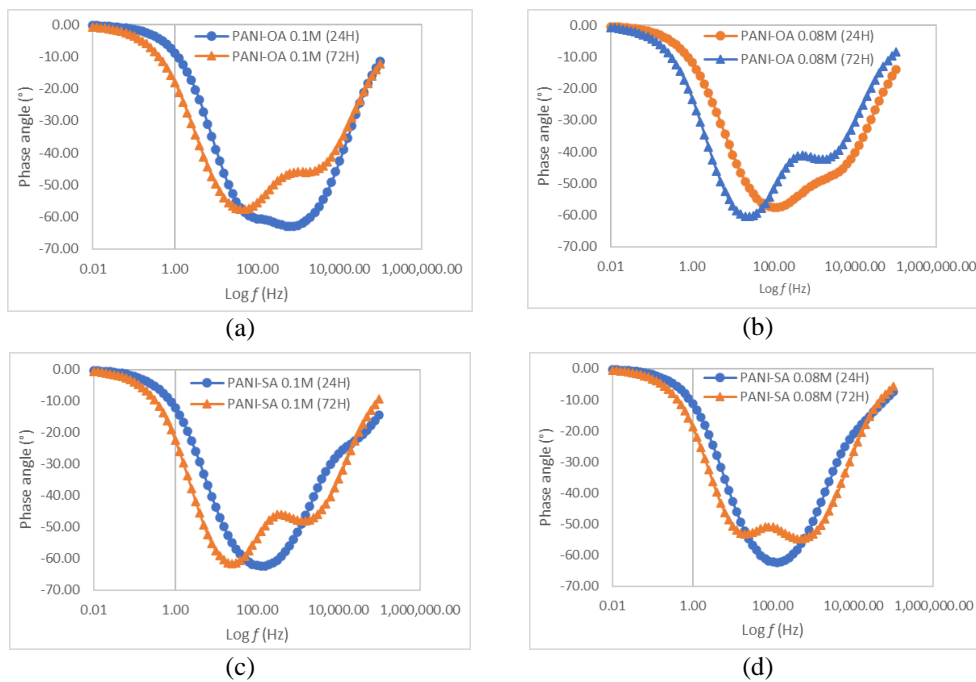 0.00
-10.00
-20.00
-30.00
-40.00
-50.00
-60.00
-70.00
Phase angle (°)
PANI-OA 0.1M (24H)
PANI-OA 0.1M (72H)
0.01 1.00 100.00 10,000.00 1,000,000.00
Log f (Hz)
(a)
0.00
-10.00
-20.00
-30.00
-40.00
-50.00
-60.00
-70.00
Phase angle (°)
PANI-OA 0.08M (24H)
PANI-OA 0.08M (72H)
0.01 1.00 100.00 10,000.00 1,000,000.00
Log f (Hz)
(b)
0.00
-10.00
-20.00
-30.00
-40.00
-50.00
-60.00
-70.00
Phase angle (°)
PANI-SA 0.1M (24H)
PANI-SA 0.1M (72H)
0.01 1.00 100.00 10,000.00 1,000,000.00
Log f (Hz)
(c)
0.00
-10.00
-20.00
-30.00
-40.00
-50.00
-60.00
-70.00
Phase angle (°)
PANI-SA 0.08M (24H)
PANI-SA 0.08M (72H)
0.01 1.00 100.00 10,000.00 1,000,000.00
Log f (Hz)
(d)